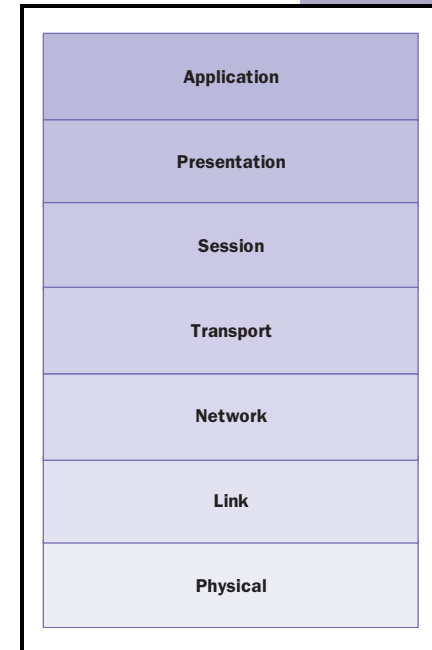 Application
Presentation
Session
Transport
Network
Link
Physical